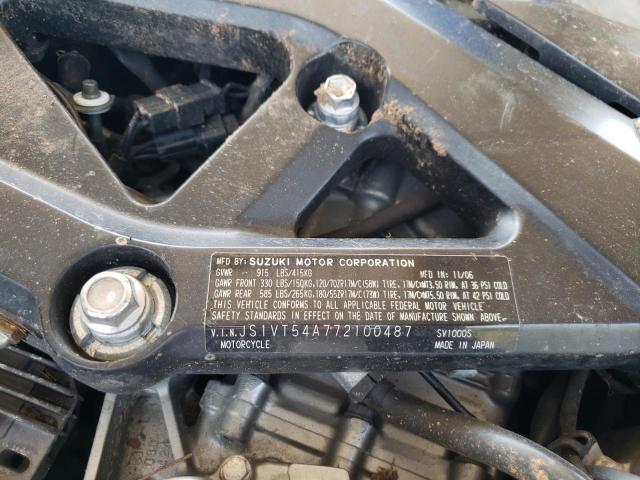 MFD BY: SUZUKI MOTOR CORPORATION
GVWR - 915 LBS/415KG 11/06
GAWR FRONT 330 LBS/150KG,120/70ZR17M/C(58W) TIRE, 17M/CMT3.50 RIM. AT 36 PSI COLD
GAWR REAR 585 LBS/265KG,180/55ZR17M/C(73W) TIRE, 17M/CMT5.50 RIM. AT 42 PSI COLD
THIS VEHICLE CONFORMS TO ALL APPLICABLE FEDERAL MOTOR VEHICLE
SAFETY STANDARDS IN EFFECT ON THE DATE OF MANUFACTURE SHOWN ABOVE.
V.I.N. JS1VT54A772100487 SV1000S
MOTORCYCLE MADE IN JAPAN